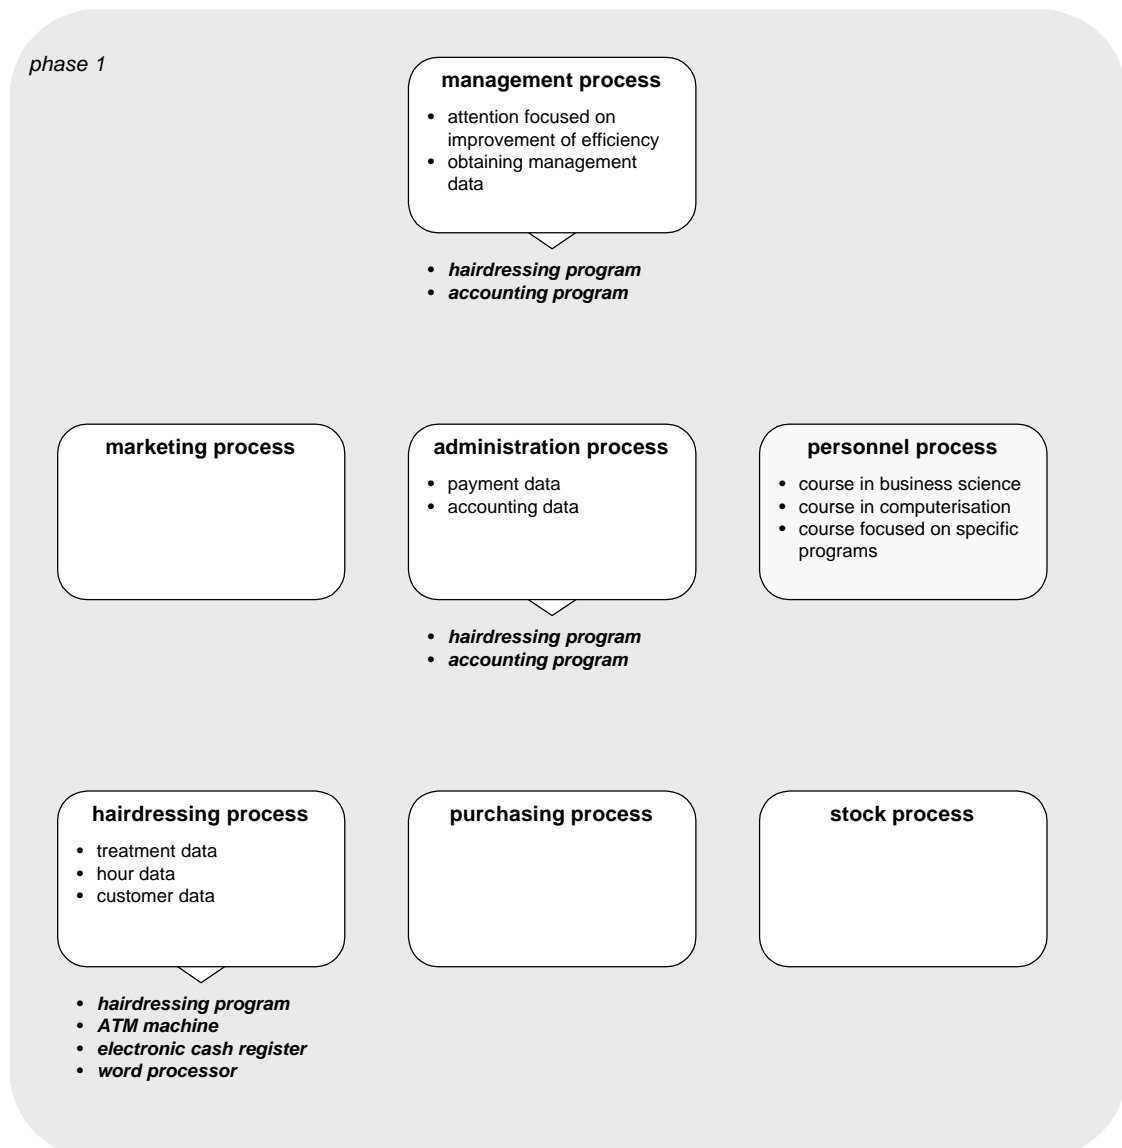 phase 1
management process
• attention focused on
improvement of efficiency
• obtaining management
data
• hairdressing program
• accounting program
marketing process
administration process
• payment data
• accounting data
• hairdressing program
• accounting program
personnel process
• course in business science
• course in computerisation
• course focused on specific
programs
hairdressing process
• treatment data
• hour data
• customer data
• hairdressing program
• ATM machine
• electronic cash register
• word processor
purchasing process
stock process